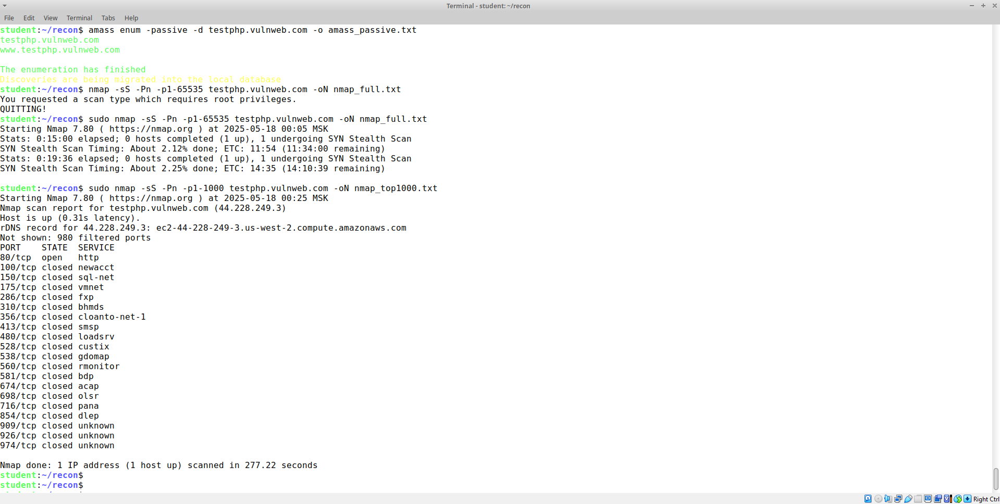 Terminal - student: ~/recon
File Edit View Terminal Tabs Help
student:~/recon$ amass enum -passive -d testphp.vulnweb.com -o amass_passive.txt
testphp.vulnweb.com
www.testphp.vulnweb.com
The enumeration has finished
Discoveries are being migrated into the local database
student:~/recon$ nmap -sS -Pn -p1-65535 testphp.vulnweb.com -oN nmap_full.txt
You requested a scan type which requires root privileges.
QUITTING!
student:~/recon$ sudo nmap -sS -Pn -p1-65535 testphp.vulnweb.com -oN nmap_full.txt
Starting Nmap 7.80 ( https://nmap.org ) at 2025-05-18 00:05 MSK
Stats: 0:15:00 elapsed; 0 hosts completed (1 up), 1 undergoing SYN Stealth Scan
SYN Stealth Scan Timing: About 2.12% done; ETC: 11:54 (11:34:00 remaining)
Stats: 0:19:36 elapsed; 0 hosts completed (1 up), 1 undergoing SYN Stealth Scan
SYN Stealth Scan Timing: About 2.25% done; ETC: 14:35 (14:10:39 remaining)
student:~/recon$ sudo nmap -sS -Pn -p1-1000 testphp.vulnweb.com -oN nmap_top1000.txt
Starting Nmap 7.80 ( https://nmap.org ) at 2025-05-18 00:25 MSK
Nmap scan report for testphp.vulnweb.com (44.228.249.3)
Host is up (0.31s latency).
rDNS record for 44.228.249.3: ec2-44-228-249-3.us-west-2.compute.amazonaws.com
Not shown: 980 filtered ports
PORT    STATE  SERVICE
80/tcp  open   http
100/tcp closed newacct
150/tcp closed sql-net
175/tcp closed vmnet
286/tcp closed fxp
310/tcp closed bhmds
356/tcp closed cloanto-net-1
413/tcp closed smsp
480/tcp closed loadsrv
528/tcp closed custix
538/tcp closed gdomap
560/tcp closed rmonitor
581/tcp closed bdp
674/tcp closed acap
698/tcp closed olsr
716/tcp closed pana
854/tcp closed dlep
909/tcp closed unknown
926/tcp closed unknown
974/tcp closed unknown
Nmap done: 1 IP address (1 host up) scanned in 277.22 seconds
student:~/recon$
student:~/recon$
Right Ctrl